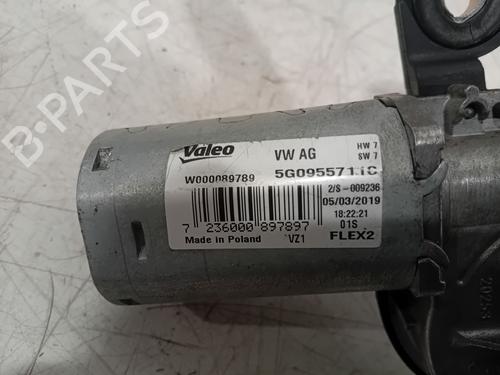 Valeo
VW AG
HW 7
SW 7
W000089789
5G0955711C
2/S -009236
05/03/2019
18:22:21
7 236000 897897
01S
Made in Poland
VZ1
FLEX2
B-PARTS